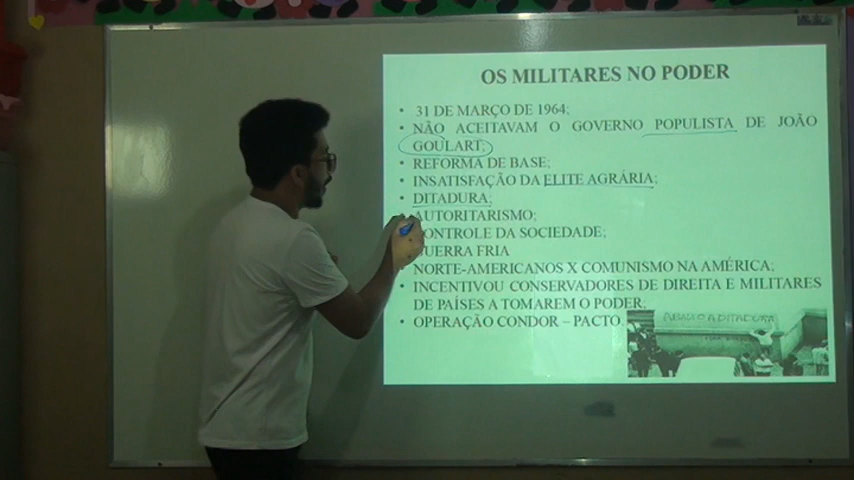 OS MILITARES NO PODER
• 31 DE MARÇO DE 1964;
• NÃO ACEITAVAM O GOVERNO POPULISTA DE JOÃO
GOULART;
• REFORMA DE BASE;
• INSATISFAÇÃO DA ELITE AGRÁRIA;
• DITADURA;
• AUTORITARISMO;
• CONTROLE DA SOCIEDADE;
• GUERRA FRIA
• NORTE-AMERICANOS X COMUNISMO NA AMÉRICA;
• INCENTIVOU CONSERVADORES DE DIREITA E MILITARES
DE PAÍSES A TOMAREM O PODER;
• OPERAÇÃO CONDOR – PACTO.
ABAIXO A DITADURA